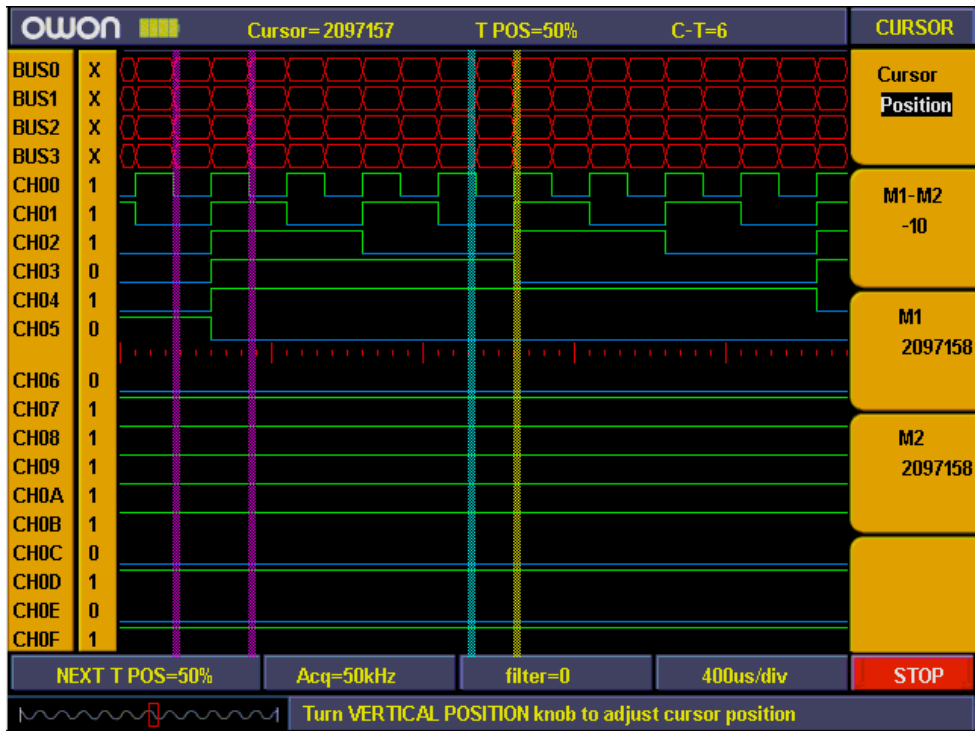 owon Cursor=2097157 T POS=50% C-T=6 CURSOR
BUS0 X
BUS1 X
BUS2 X
BUS3 X
CH00 1
CH01 1
CH02 1
CH03 0
CH04 1
CH05 0
CH06 0
CH07 1
CH08 1
CH09 1
CH0A 1
CH0B 1
CH0C 0
CH0D 1
CH0E 0
CH0F 1
Cursor
Position
M1-M2
-10
M1
2097158
M2
2097158
NEXT T POS=50% Acq=50kHz filter=0 400us/div STOP
Turn VERTICAL POSITION knob to adjust cursor position